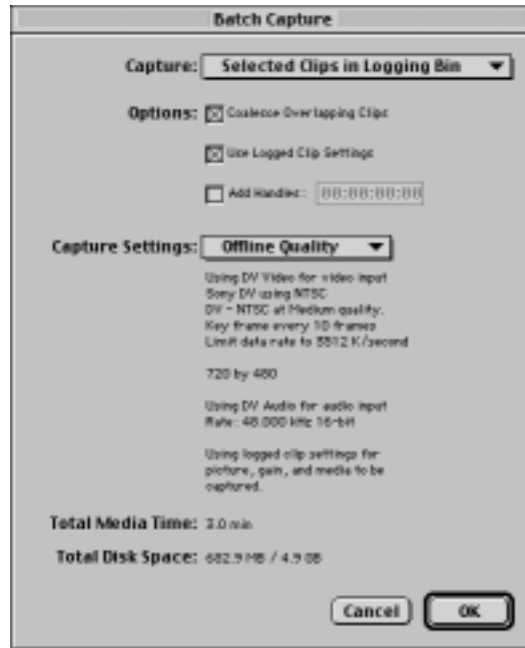 Batch Capture
Capture: Selected Clips in Logging Bin
Options: Coalesce Overlapping Clips
Use Logged Clip Settings
Add Handles: 00:00:00:00
Capture Settings: Offline Quality
Using DV Video for video input
Sony DV using NTSC
DV - NTSC at Medium quality.
Key frame every 10 frames
Limit data rate to K/second
720 by 480
Using DV Audio for audio input
Rate: 48.000 kHz 16-bit
Using logged clip settings for
picture, gain, and media to be
captured.
Total Media Time: 3.0 min
Total Disk Space: 682.9 MB / 4.9 GB
Cancel OK